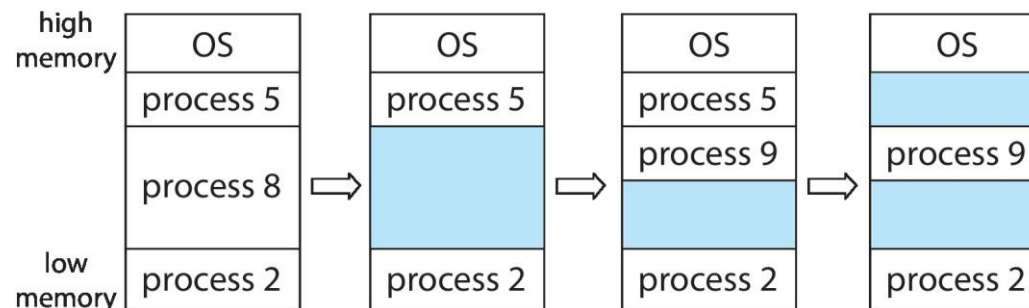 high
memory
OS
process 5
process 8
process 2
low
memory
OS
process 5
process 2
OS
process 5
process 9
process 2
OS
process 9
process 2